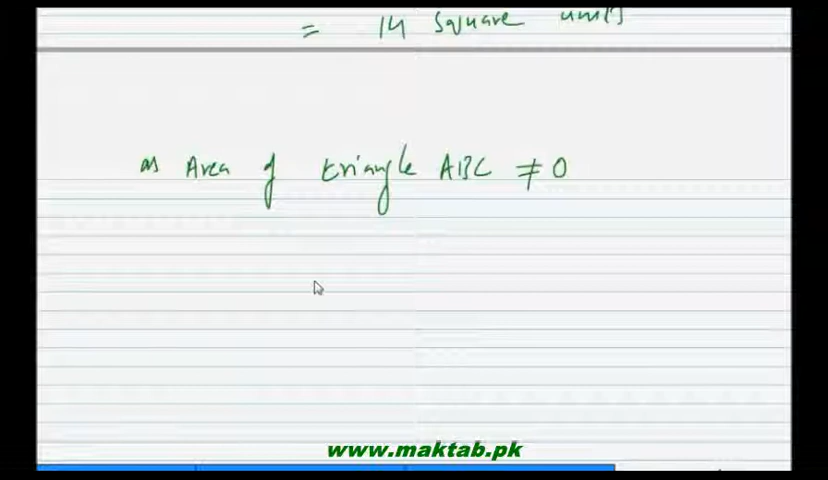 = 14 square units
as Area of triangle ABC ≠ 0
www.maktab.pk